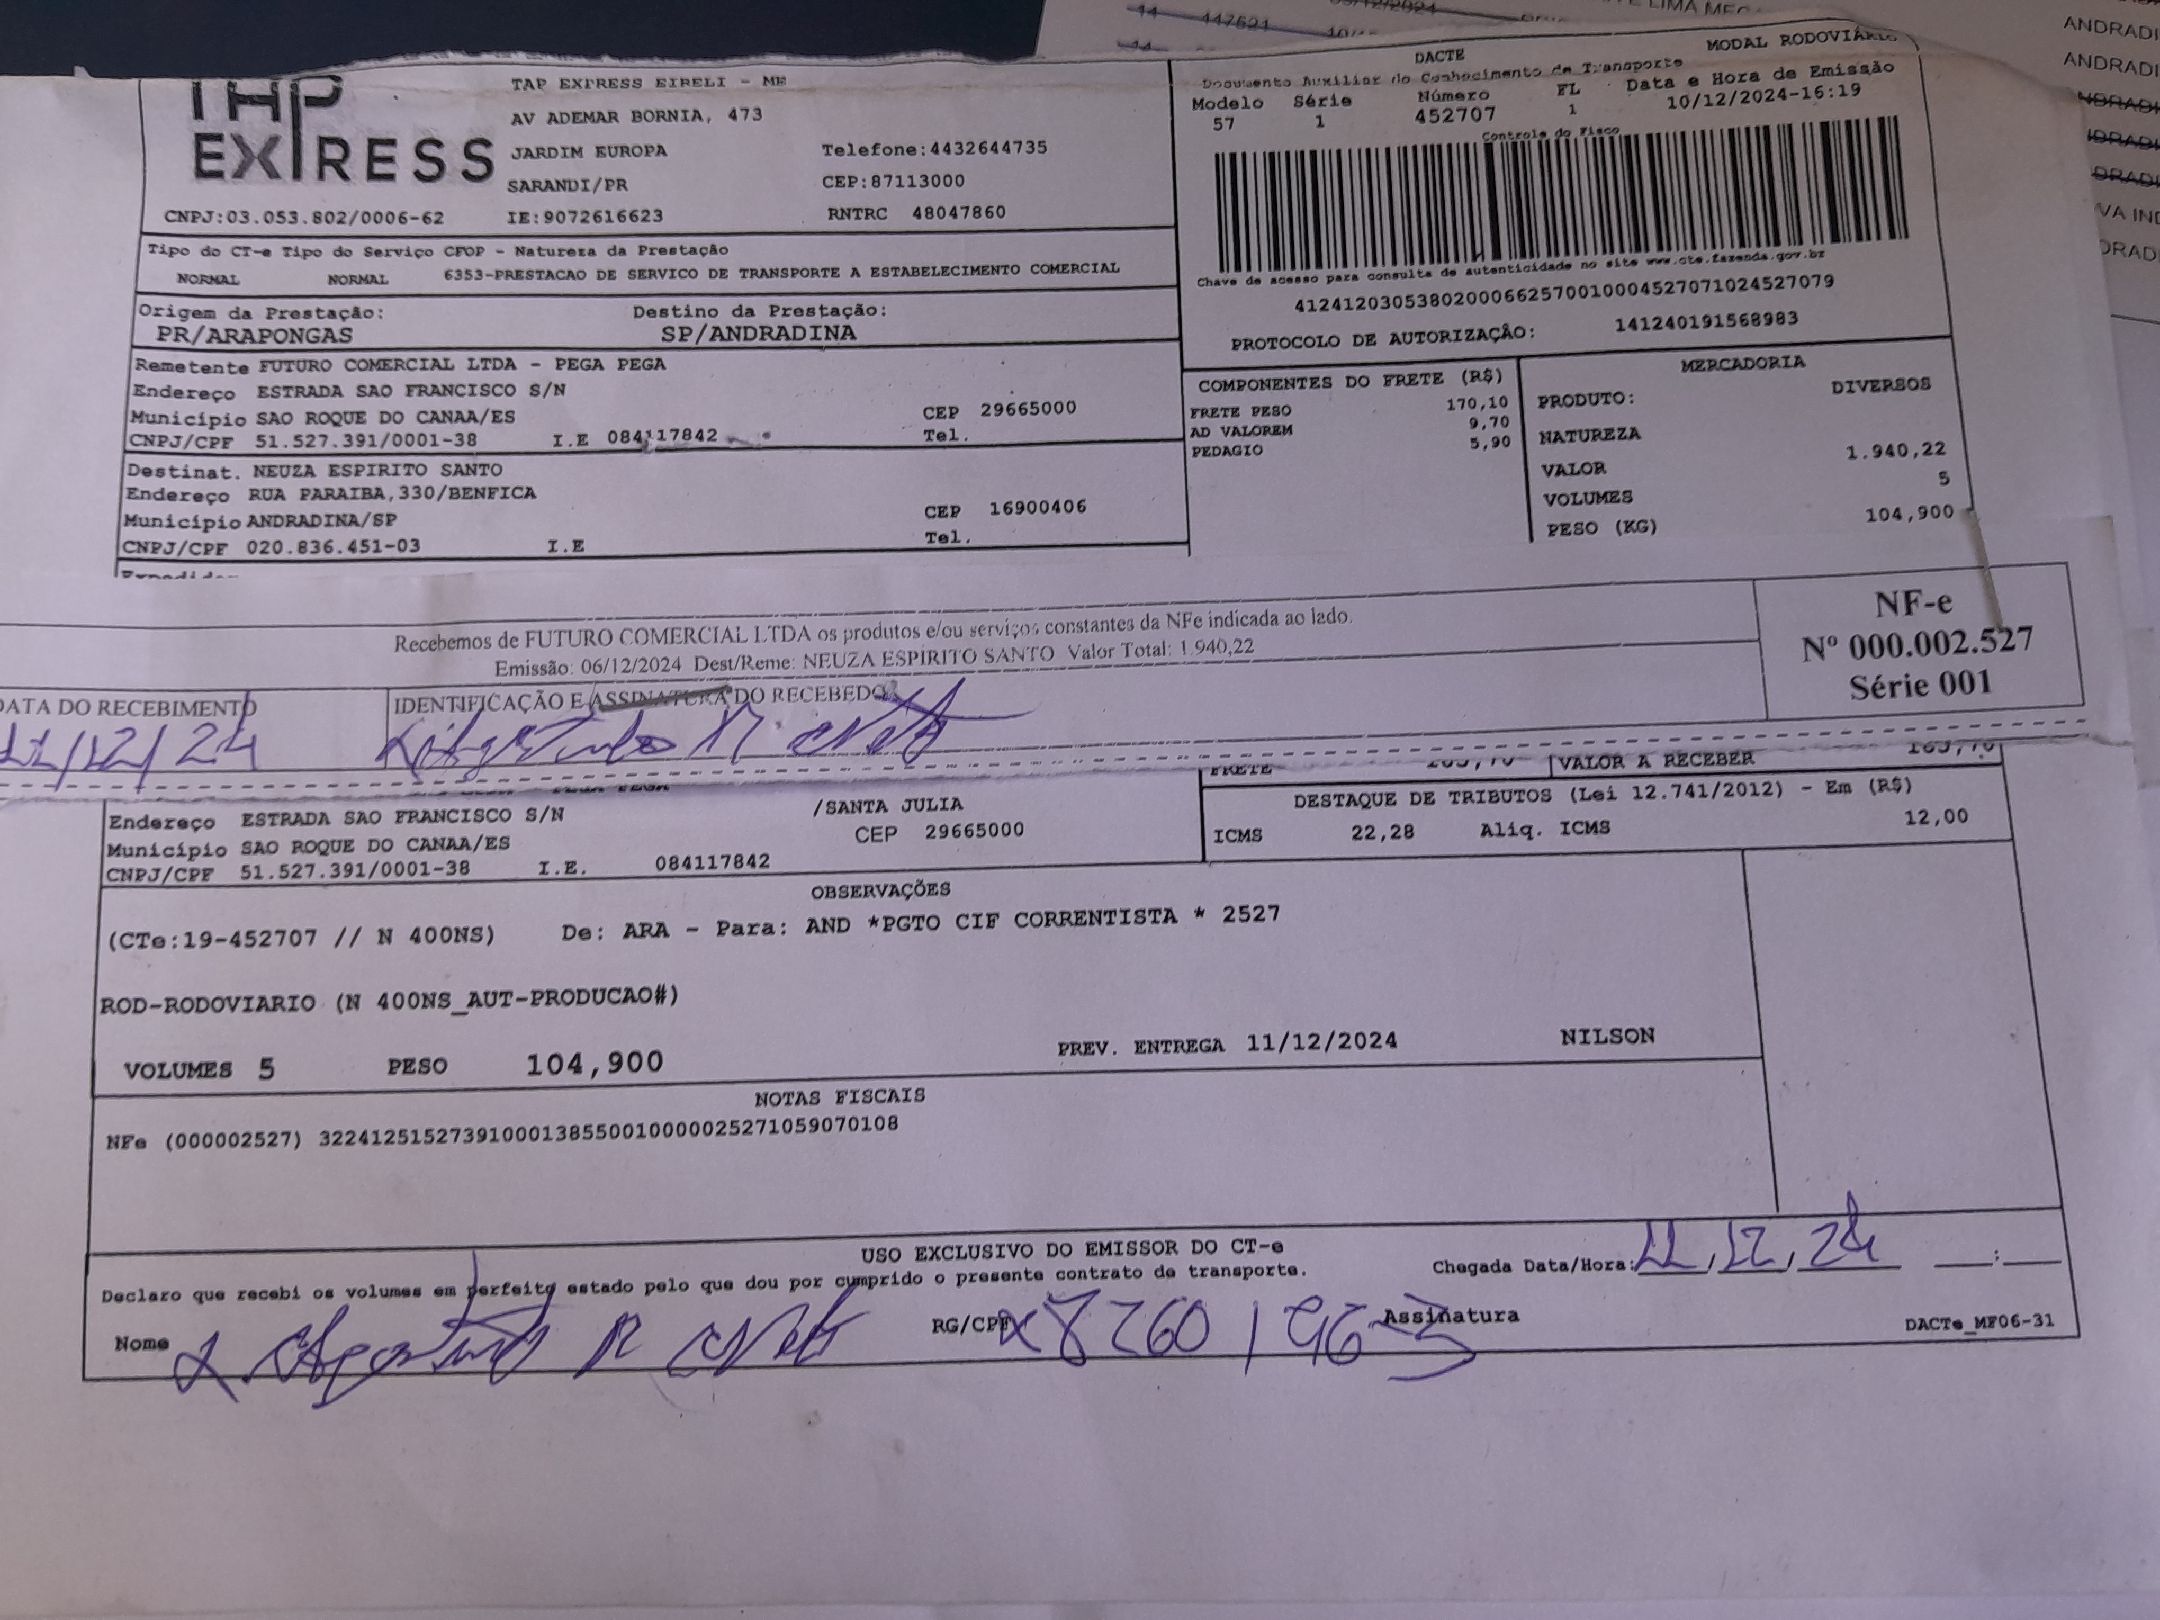 14 447621
LIMA
ANDRADI
ANDRADI
TAP
EXPRESS
TAP EXPRESS EIRELI - ME
AV ADEMAR BORNIA, 473
JARDIM EUROPA Telefone:4432644735
SARANDI/PR CEP:87113000
CNPJ:03.053.802/0006-62 IE:9072616623 RNTRC 48047860
DACTE MODAL RODOVIÁRIO
Documento Auxiliar do Conhecimento de Transporte
Modelo Série Número FL Data e Hora de Emissão
57 1 452707 1 10/12/2024-16:19
Controle do Fisco
Chave de acesso para consulta de autenticidade no site www.cte.fazenda.gov.br
41241203053802000662570010004527071024527079
PROTOCOLO DE AUTORIZAÇÃO: 141240191568983
Tipo do CT-e Tipo do Serviço CFOP - Natureza da Prestação
NORMAL NORMAL 6353-PRESTACAO DE SERVICO DE TRANSPORTE A ESTABELECIMENTO COMERCIAL
Origem da Prestação: Destino da Prestação:
PR/ARAPONGAS SP/ANDRADINA
Remetente FUTURO COMERCIAL LTDA - PEGA PEGA
Endereço ESTRADA SAO FRANCISCO S/N
Município SAO ROQUE DO CANAA/ES CEP 29665000
CNPJ/CPF 51.527.391/0001-38 I.E 084117842 Tel.
Destinat. NEUZA ESPIRITO SANTO
Endereço RUA PARAIBA,330/BENFICA
Município ANDRADINA/SP CEP 16900406
CNPJ/CPF 020.836.451-03 I.E Tel.
COMPONENTES DO FRETE (R$)
FRETE PESO 170,10
AD VALOREM 9,70
PEDAGIO 5,90
MERCADORIA
PRODUTO: DIVERSOS
NATUREZA
VALOR 1.940,22
VOLUMES 5
PESO (KG) 104,900
Recebemos de FUTURO COMERCIAL LTDA os produtos e/ou serviços constantes da NFe indicada ao lado.
Emissão: 06/12/2024 Dest/Reme: NEUZA ESPIRITO SANTO Valor Total: 1.940,22
NF-e
Nº 000.002.527
Série 001
DATA DO RECEBIMENTO IDENTIFICAÇÃO E ASSINATURA DO RECEBEDOR
11/12/24
FRETE VALOR A RECEBER
Endereço ESTRADA SAO FRANCISCO S/N /SANTA JULIA
Município SAO ROQUE DO CANAA/ES CEP 29665000
CNPJ/CPF 51.527.391/0001-38 I.E. 084117842
DESTAQUE DE TRIBUTOS (Lei 12.741/2012) - Em (R$)
ICMS 22,28 Aliq. ICMS 12,00
OBSERVAÇÕES
(CTe:19-452707 // N 400NS) De: ARA - Para: AND *PGTO CIF CORRENTISTA * 2527
ROD-RODOVIARIO (N 400NS_AUT-PRODUCAO#)
VOLUMES 5 PESO 104,900 PREV. ENTREGA 11/12/2024 NILSON
NOTAS FISCAIS
NFe (000002527) 32241251527391000138550010000025271059070108
USO EXCLUSIVO DO EMISSOR DO CT-e
Declaro que recebi os volumes em perfeito estado pelo que dou por cumprido o presente contrato de transporte.
Chegada Data/Hora: 11,12,24 __:__
Nome RG/CPF Assinatura DACTe_MF06-31